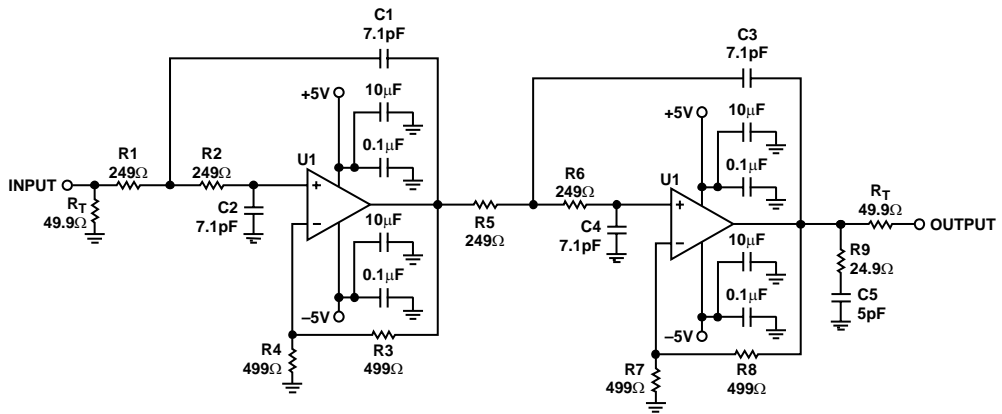 C1
7.1pF
C3
7.1pF
+5V
10μF
0.1μF
+5V
10μF
0.1μF
INPUT
R1
249Ω
R2
249Ω
U1
+
–
RT
49.9Ω
C2
7.1pF
10μF
0.1μF
–5V
R4
499Ω
R3
499Ω
R5
249Ω
R6
249Ω
U1
+
–
C4
7.1pF
10μF
0.1μF
–5V
R7
499Ω
R8
499Ω
RT
49.9Ω
OUTPUT
R9
24.9Ω
C5
5pF